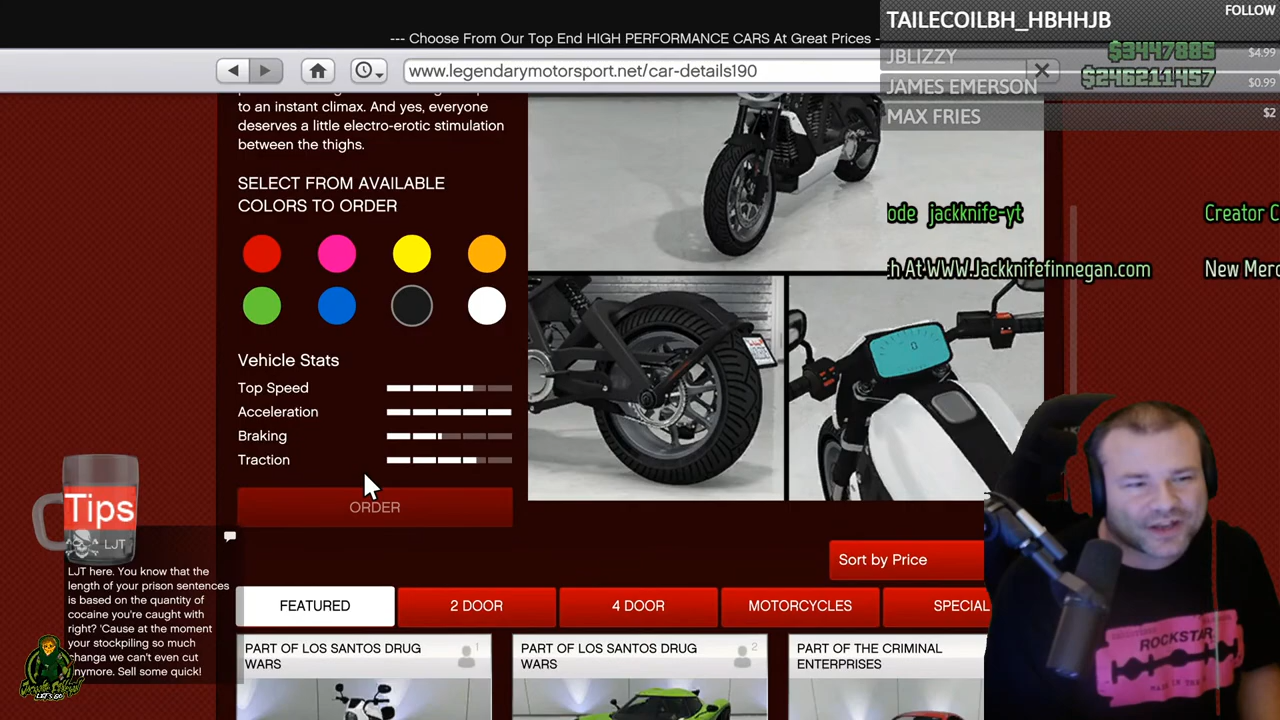 --- Choose From Our Top End HIGH PERFORMANCE CARS At Great Prices -
TAILECOILBH_HBHHJB
FOLLOW
JBLIZZY
$3447885
$4.99
JAMES EMERSON
$246211457
$0.99
MAX FRIES
$2
www.legendarymotorsport.net/car-details190
to an instant climax. And yes, everyone
deserves a little electro-erotic stimulation
between the thighs.
SELECT FROM AVAILABLE
COLORS TO ORDER
ode jackknife-yt
Creator C
ch At WWW.Jackknifefinnegan.com
New Merc
Vehicle Stats
Top Speed
Acceleration
Braking
Traction
0
ORDER
Tips
LJT
LJT here. You know that the
length of your prison sentences
is based on the quantity of
cocaine you're caught with
right? 'Cause at the moment
your stockpiling so much
changa we can't even cut
anymore. Sell some quick!
Sort by Price
FEATURED
2 DOOR
4 DOOR
MOTORCYCLES
SPECIAL
PART OF LOS SANTOS DRUG
WARS
1
PART OF LOS SANTOS DRUG
WARS
2
PART OF THE CRIMINAL
ENTERPRISES
ROCKSTAR